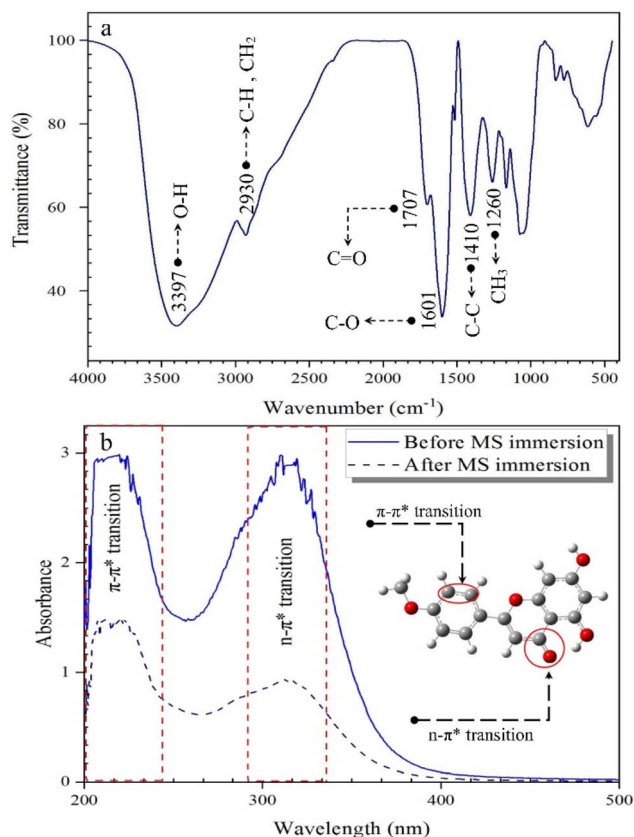 a
100
80
60
40
Transmittance (%)
3397
O-H
2930
C-H , CH₂
1707
C=O
1601
C-O
1410
C-C
1260
CH₃
4000
3500
3000
2500
2000
1500
1000
500
Wavenumber (cm⁻¹)
b
3
2
1
0
Absorbance
Before MS immersion
After MS immersion
π-π* transition
n-π* transition
π-π* transition
n-π* transition
200
300
400
500
Wavelength (nm)